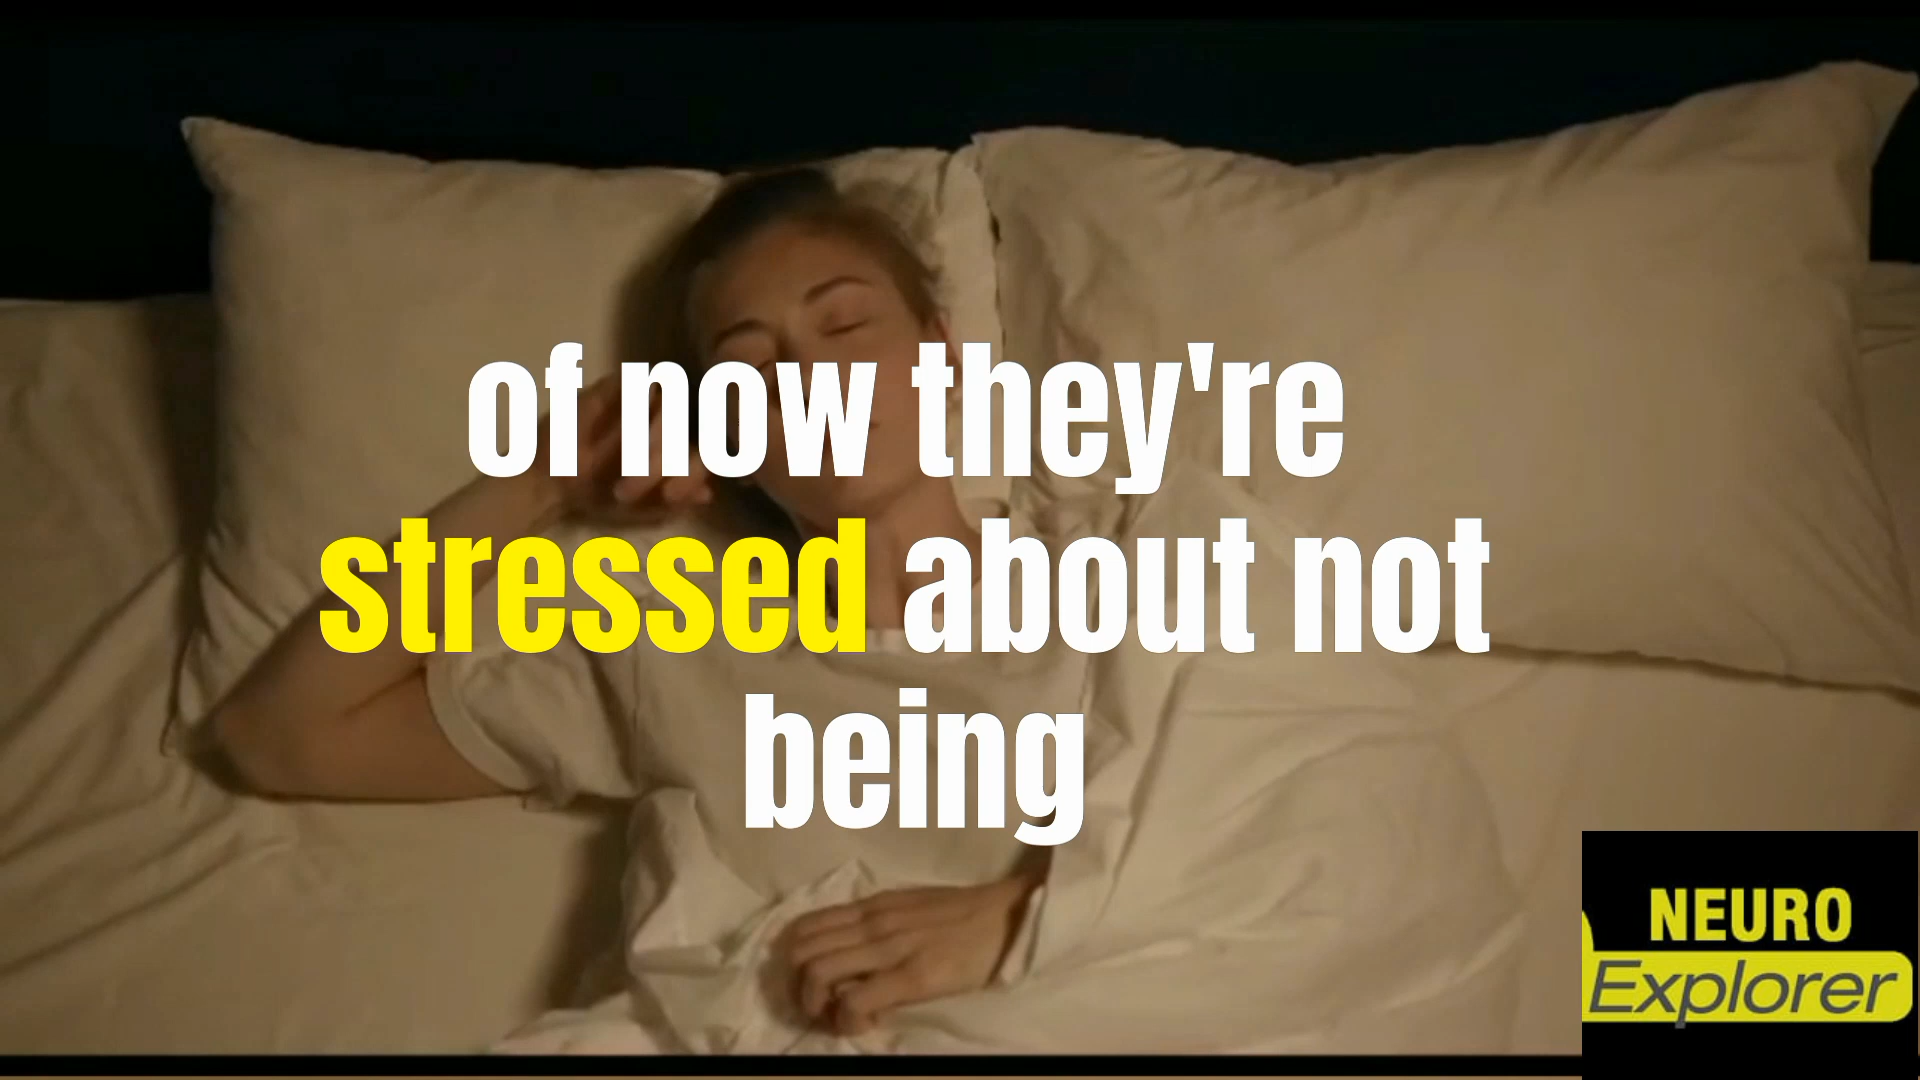 of now they're
stressed about not
being
NEURO
Explorer